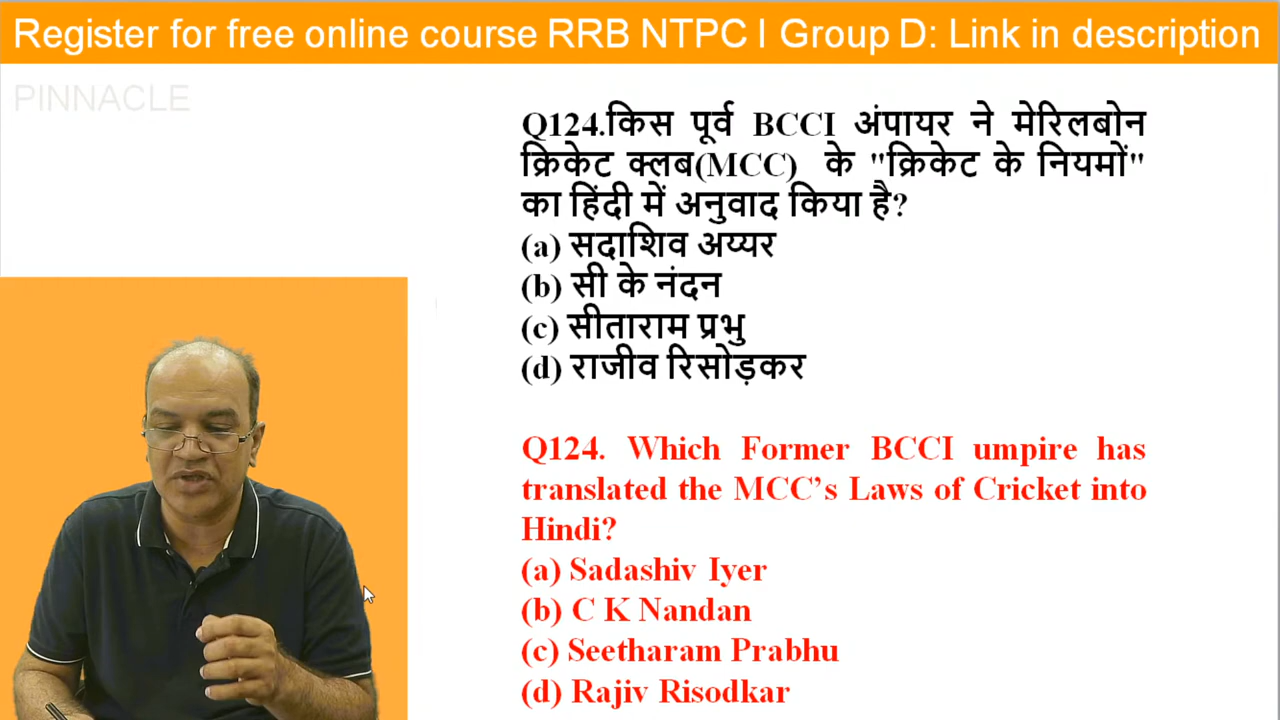 Register for free online course RRB NTPC I Group D: Link in description
PINNACLE
Q124.किस पूर्व BCCI अंपायर ने मेरिलबोन
क्रिकेट क्लब(MCC) के "क्रिकेट के नियमों"
का हिंदी में अनुवाद किया है?
(a) सदाशिव अय्यर
(b) सी के नंदन
(c) सीताराम प्रभु
(d) राजीव रिसोड़कर
Q124. Which Former BCCI umpire has
translated the MCC’s Laws of Cricket into
Hindi?
(a) Sadashiv Iyer
(b) C K Nandan
(c) Seetharam Prabhu
(d) Rajiv Risodkar